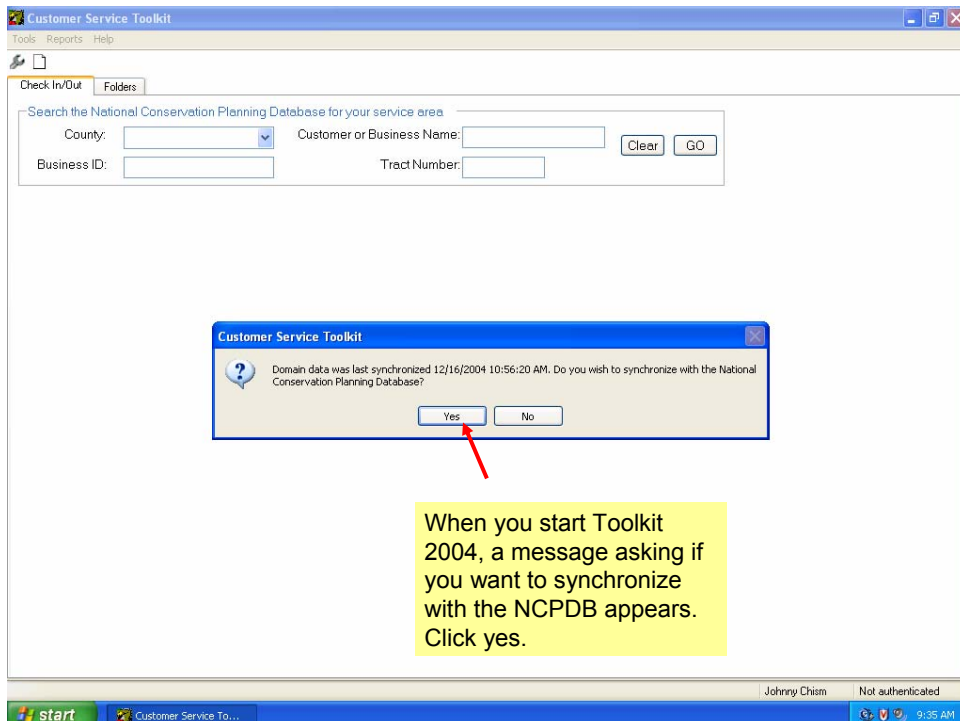 Customer Service Toolkit
Tools Reports Help
Check In/Out Folders
Search the National Conservation Planning Database for your service area
County: Customer or Business Name: Clear GO
Business ID: Tract Number:
Customer Service Toolkit
Domain data was last synchronized 12/16/2004 10:56:20 AM. Do you wish to synchronize with the National
Conservation Planning Database?
Yes No
When you start Toolkit
2004, a message asking if
you want to synchronize
with the NCPDB appears.
Click yes.
Johnny Chism Not authenticated
start Customer Service To... 9:35 AM